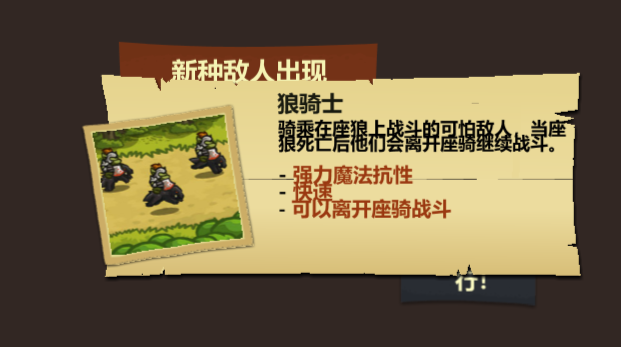 新种敌人出现
狼骑士
骑乘在座狼上战斗的可怕敌人，当座
狼死亡后他们会离开座骑继续战斗。
- 强力魔法抗性
- 快速
- 可以离开座骑战斗
行!